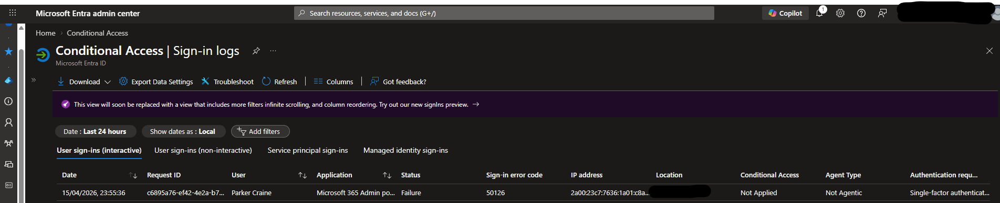 Microsoft Entra admin center
Search resources, services, and docs (G+/)
Copilot
1
Home > Conditional Access
Conditional Access | Sign-in logs
Microsoft Entra ID
Download Export Data Settings Troubleshoot Refresh Columns Got feedback?
This view will soon be replaced with a view that includes more filters infinite scrolling, and column reordering. Try out our new signIns preview. →
Date : Last 24 hours Show dates as : Local Add filters
User sign-ins (interactive) User sign-ins (non-interactive) Service principal sign-ins Managed identity sign-ins
Date Request ID User Application Status Sign-in error code IP address Location Conditional Access Agent Type Authentication requ...
15/04/2026, 23:55:36 c6895a76-ef42-4e2a-b7... Parker Craine Microsoft 365 Admin po... Failure 50126 2a00:23c7:7636:1a01:c8a... Not Applied Not Agentic Single-factor authenticat...